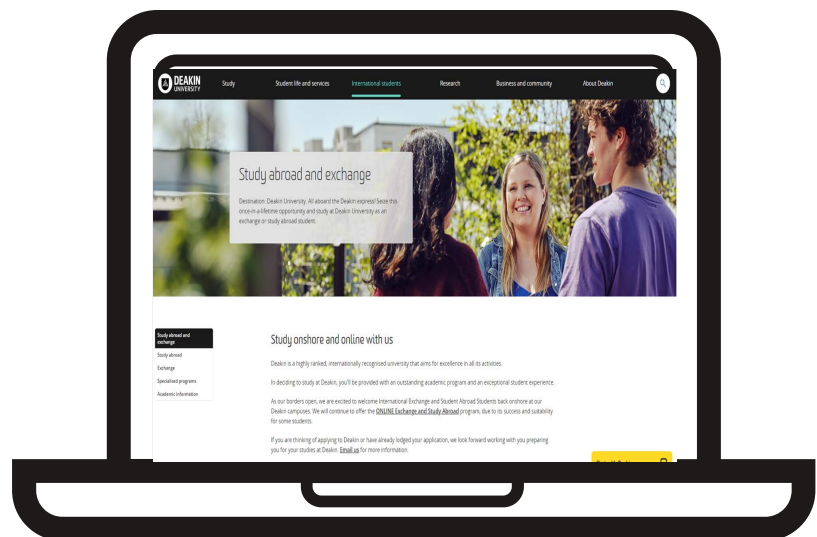 DEAKIN
UNIVERSITY
Study
Student life and services
International students
Research
Business and community
About Deakin
Study abroad and exchange
Destination: Deakin University. All aboard the Deakin express! Seize this
once-in-a-lifetime opportunity and study at Deakin University as an
exchange or study abroad student.
Study abroad and
exchange
Study abroad
Exchange
Specialised programs
Academic information
Study onshore and online with us
Deakin is a highly ranked, internationally recognised university that aims for excellence in all its
activities.
In deciding to study at Deakin, you'll be provided with an outstanding academic program and an exceptional student experience.
As our borders open, we are excited to welcome International Exchange and Student Abroad Students back onshore at our
Deakin campuses. We will continue to offer the ONLINE Exchange and Study Abroad program, due to its success and suitability
for some students.
If you are thinking of applying to Deakin or have already lodged your application, we look forward working with you preparing
you for your studies at Deakin. Email us for more information.